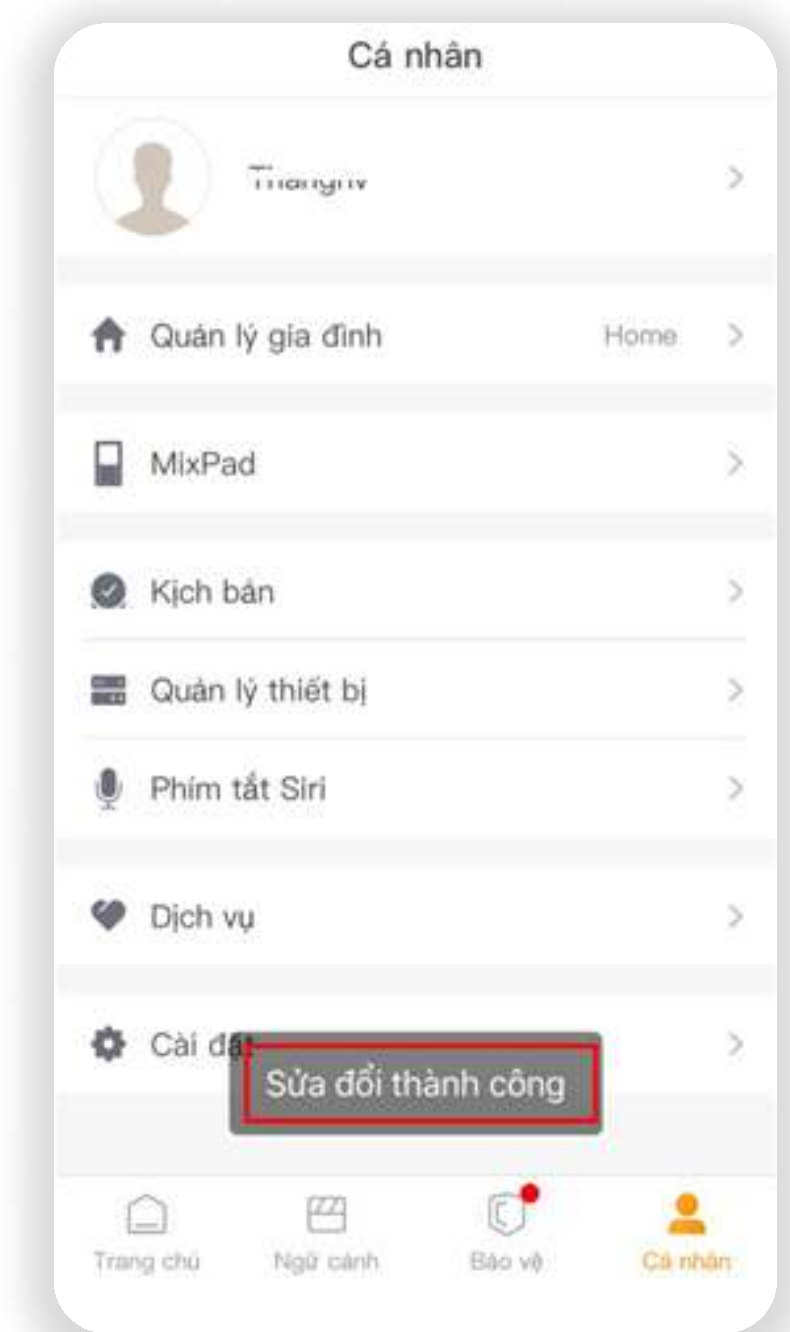 Cá nhân
Quản lý gia đình Home
MixPad
Kịch bản
Quản lý thiết bị
Phím tắt Siri
Dịch vụ
Cài đặt
Sửa đổi thành công
Trang chủ Ngữ cảnh Bảo vệ Cá nhân